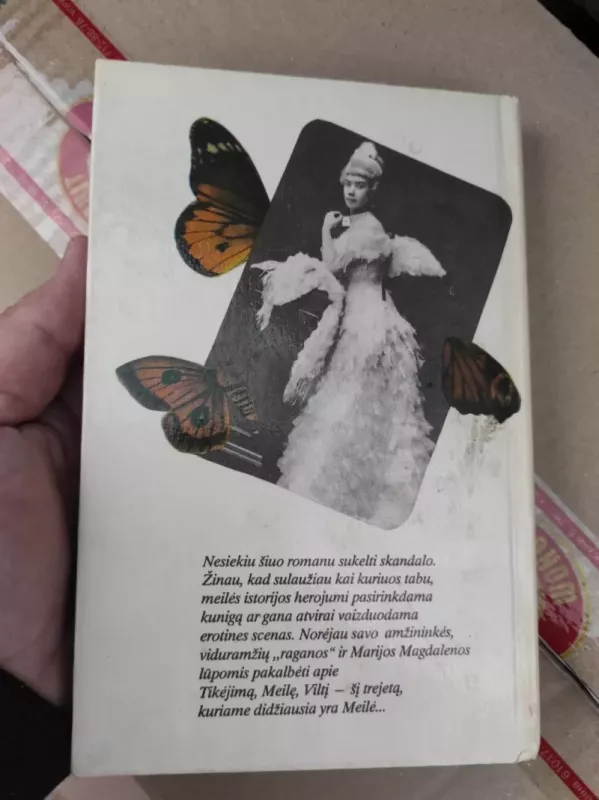 Nesiekiu šiuo romanu sukelti skandalo.
Žinau, kad sulaužiau kai kuriuos tabu,
meilės istorijos herojumi pasirinkdama
kunigą ar gana atvirai vaizduodama
erotines scenas. Norėjau savo amžininkės,
viduramžių „raganos“ ir Marijos Magdalenos
lūpomis pakalbėti apie
Tikėjimą, Meilę, Viltį — šį trejetą,
kuriame didžiausia yra Meilė...